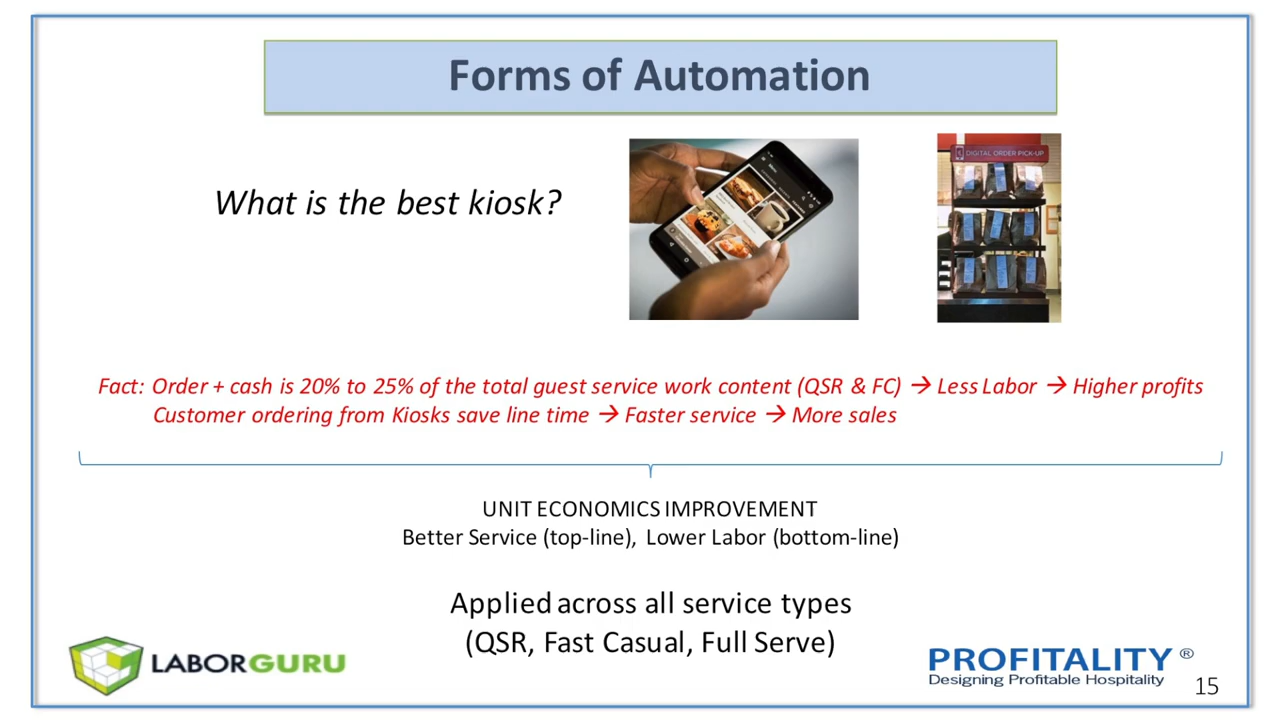 Forms of Automation
What is the best kiosk?
DIGITAL ORDER PICK-UP
Fact: Order + cash is 20% to 25% of the total guest service work content (QSR & FC) → Less Labor → Higher profits
Customer ordering from Kiosks save line time → Faster service → More sales
UNIT ECONOMICS IMPROVEMENT
Better Service (top-line), Lower Labor (bottom-line)
Applied across all service types
(QSR, Fast Casual, Full Serve)
LABORGURU
PROFITALITY®
Designing Profitable Hospitality
15